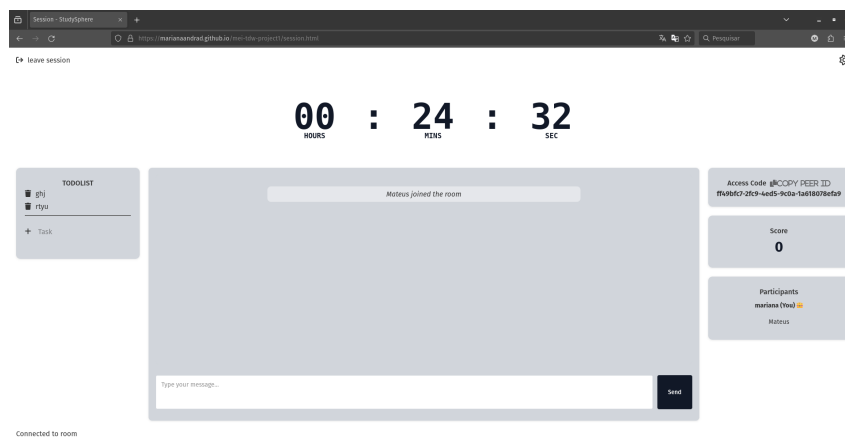 Session - StudySphere
https://marianaandrad.github.io/mei-tdw-project1/session.html
Pesquisar
leave session
00 : 24 : 32
HOURS MINS SEC
TODOLIST
ghj
rtyu
+ Task
Mateus joined the room
Type your message...
Send
Access Code COPY PEER ID
ff49bfc7-2fc9-4ed5-9c0a-1a618078efa9
Score
0
Participants
mariana (You)
Mateus
Connected to room